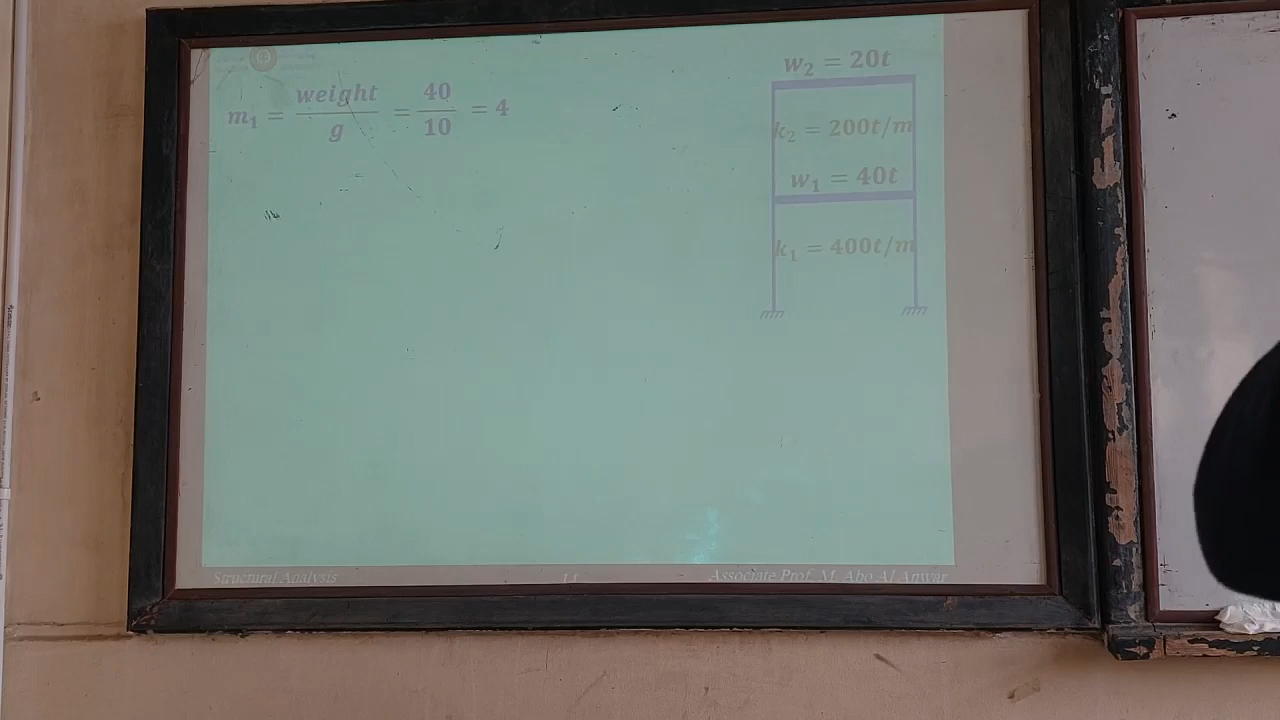 m₁ = weight / g = 40 / 10 = 4
w₂ = 20t
k₂ = 200t/m
w₁ = 40t
k₁ = 400t/m
Structural Analysis 14 Associate Prof. M. Abo Al Anwar